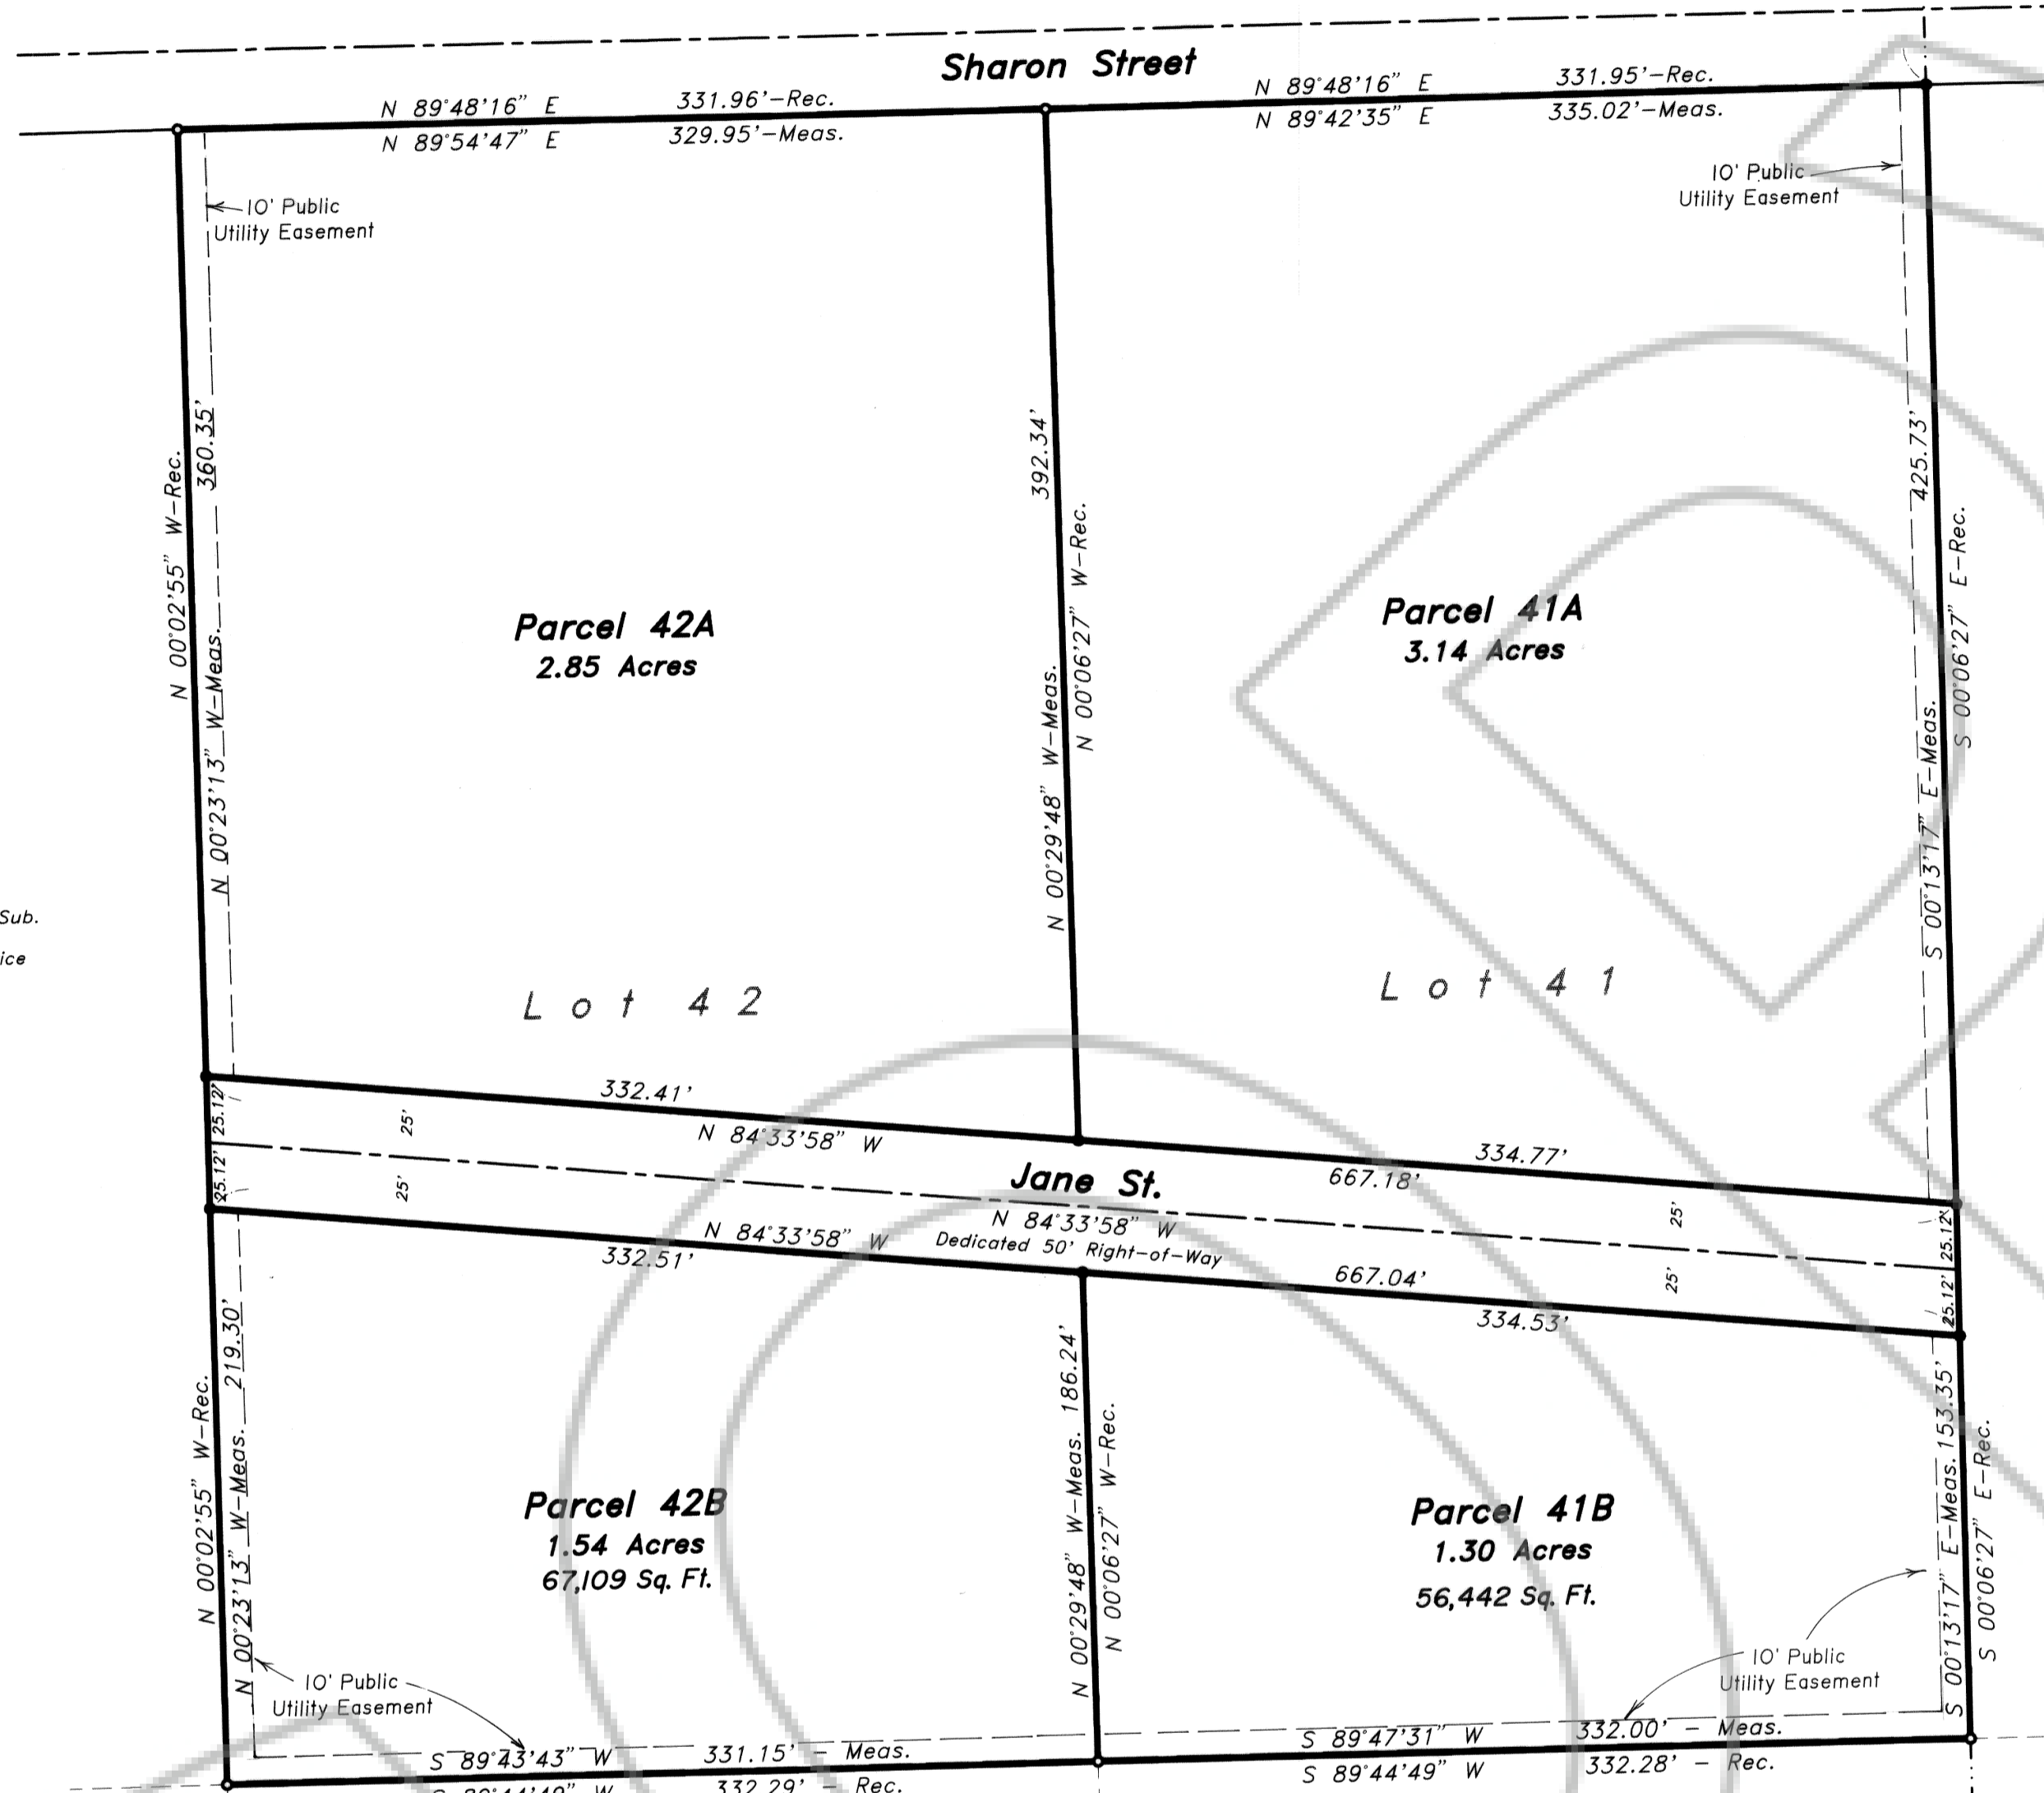 Sharon Street
N 89°48'16" E 331.96'-Rec.
N 89°54'47" E 329.95'-Meas.
N 89°48'16" E 331.95'-Rec.
N 89°42'35" E 335.02'-Meas.
10' Public
Utility Easement
10' Public
Utility Easement
N 00°02'55" W-Rec.
N 00°23'13" W-Meas. 360.35'
392.34'
N 00°29'48" W-Meas.
N 00°06'27" W-Rec.
425.73'
S 00°13'17" E-Meas.
S 00°06'27" E-Rec.
Parcel 42A
2.85 Acres
Parcel 41A
3.14 Acres
Sub.
ice
Lot 42
Lot 41
332.41'
N 84°33'58" W
334.77'
667.18'
25.12'
25.12'
25'
25'
Jane St.
N 84°33'58" W
Dedicated 50' Right-of-Way
25'
25'
25.12'
25.12'
N 84°33'58" W
332.51'
667.04'
334.53'
N 00°02'55" W-Rec.
N 00°23'13" W-Meas. 219.30'
N 00°29'48" W-Meas. 186.24'
N 00°06'27" W-Rec.
S 00°13'17" E-Meas. 153.35'
S 00°06'27" E-Rec.
Parcel 42B
1.54 Acres
67,109 Sq. Ft.
Parcel 41B
1.30 Acres
56,442 Sq. Ft.
10' Public
Utility Easement
10' Public
Utility Easement
S 89°43'43" W 331.15' - Meas.
W 332.29' - Rec.
S 89°47'31" W 332.00' - Meas.
S 89°44'49" W 332.28' - Rec.